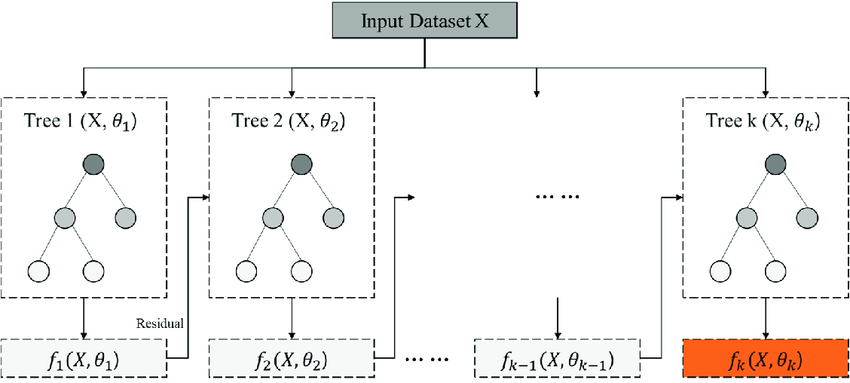 Input Dataset X
Tree 1 (X, θ₁)
Tree 2 (X, θ₂)
Tree k (X, θₖ)
... ...
Residual
f₁(X, θ₁)
f₂(X, θ₂)
... ...
fₖ₋₁(X, θₖ₋₁)
fₖ(X, θₖ)